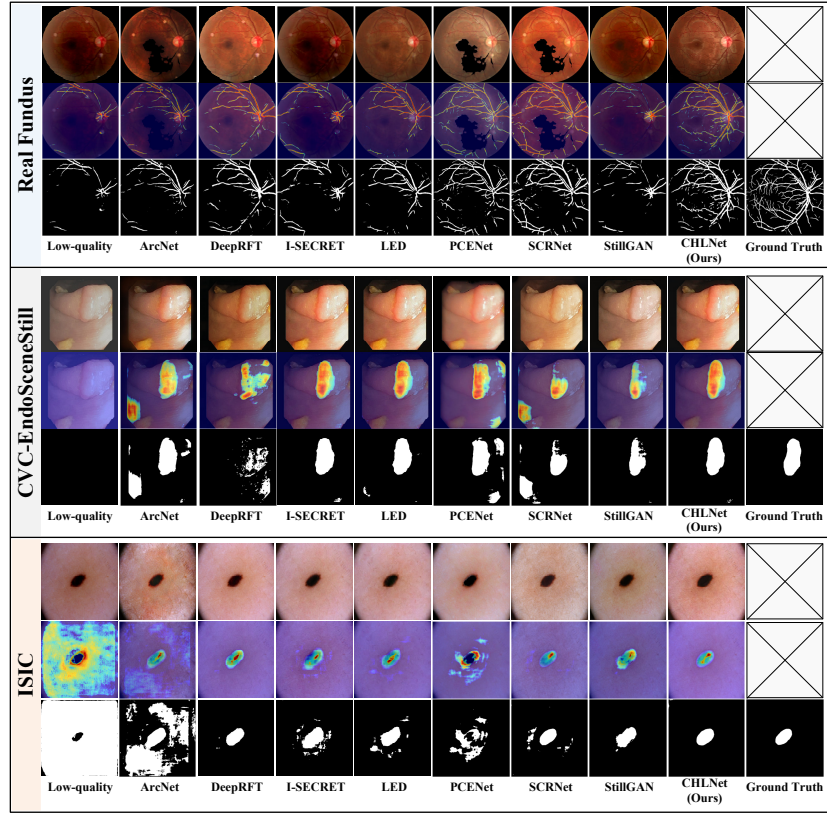 Real Fundus
Low-quality ArcNet DeepRFT I-SECRET LED PCENet SCRNet StillGAN CHLNet (Ours) Ground Truth
CVC-EndoSceneStill
Low-quality ArcNet DeepRFT I-SECRET LED PCENet SCRNet StillGAN CHLNet (Ours) Ground Truth
ISIC
Low-quality ArcNet DeepRFT I-SECRET LED PCENet SCRNet StillGAN CHLNet (Ours) Ground Truth